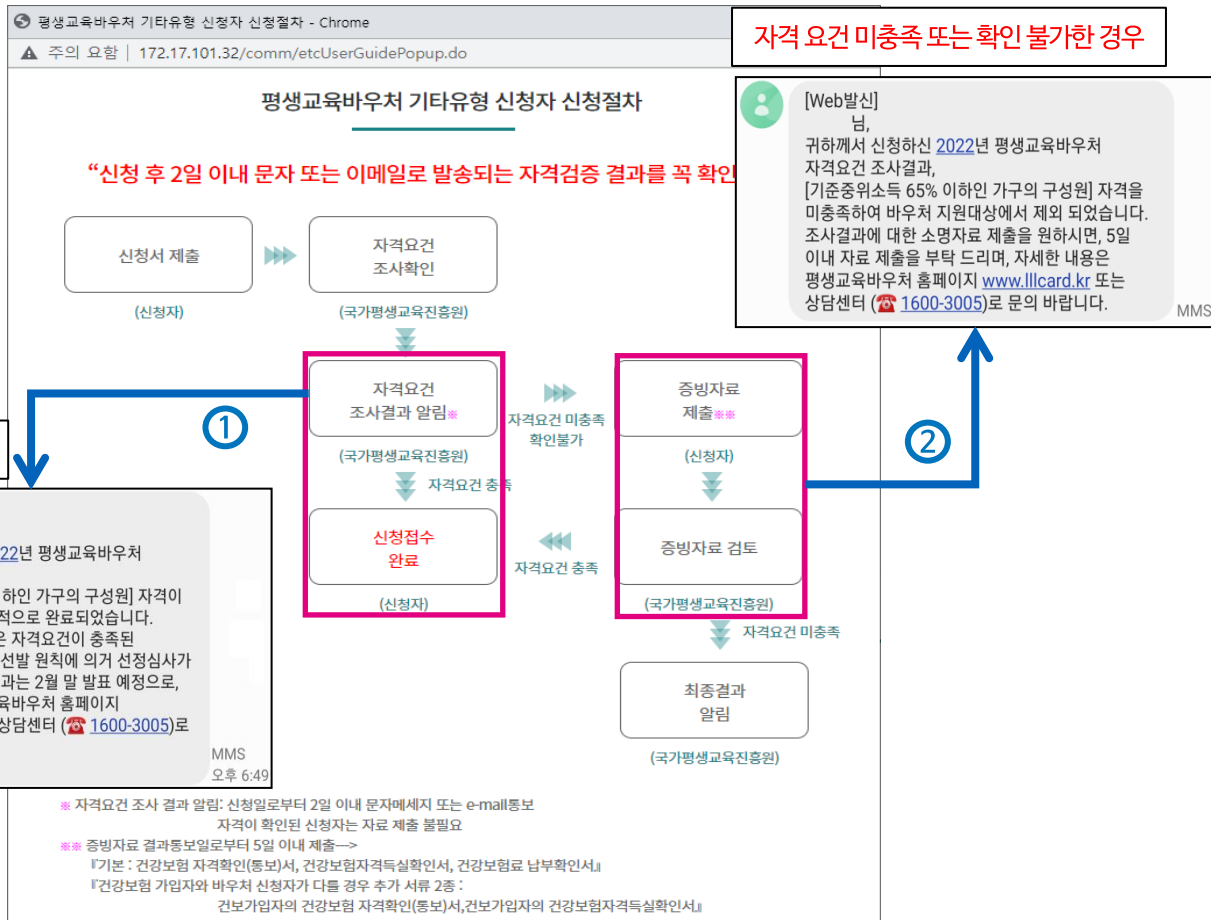 평생교육바우처 기타유형 신청자 신청절차 - Chrome
주의 요함 | 172.17.101.32/comm/etcUserGuidePopup.do
자격 요건 미충족 또는 확인 불가한 경우
평생교육바우처 기타유형 신청자 신청절차
“신청 후 2일 이내 문자 또는 이메일로 발송되는 자격검증 결과를 꼭 확인
[Web발신]
님,
귀하께서 신청하신 2022년 평생교육바우처
자격요건 조사결과,
[기준중위소득 65% 이하인 가구의 구성원] 자격을
미충족하여 바우처 지원대상에서 제외 되었습니다.
조사결과에 대한 소명자료 제출을 원하시면, 5일
이내 자료 제출을 부탁 드리며, 자세한 내용은
평생교육바우처 홈페이지 www.lllcard.kr 또는
상담센터 (☎ 1600-3005)로 문의 바랍니다.
MMS
신청서 제출
(신청자)
자격요건
조사확인
(국가평생교육진흥원)
자격요건
조사결과 알림※
(국가평생교육진흥원)
자격요건 미충족
확인불가
증빙자료
제출※※
(신청자)
①
②
자격요건 충족
신청접수
완료
(신청자)
자격요건 충족
증빙자료 검토
(국가평생교육진흥원)
자격요건 미충족
최종결과
알림
(국가평생교육진흥원)
22년 평생교육바우처
하인 가구의 구성원] 자격이
적으로 완료되었습니다.
은 자격요건이 충족된
선발 원칙에 의거 선정심사가
과는 2월 말 발표 예정으로,
육바우처 홈페이지
상담센터 (☎ 1600-3005)로
MMS
오후 6:49
※ 자격요건 조사 결과 알림: 신청일로부터 2일 이내 문자메세지 또는 e-mail통보
자격이 확인된 신청자는 자료 제출 불필요
※※ 증빙자료 결과통보일로부터 5일 이내 제출--->
『기본 : 건강보험 자격확인(통보)서, 건강보험자격득실확인서, 건강보험료 납부확인서』
『건강보험 가입자와 바우처 신청자가 다를 경우 추가 서류 2종 :
건보가입자의 건강보험 자격확인(통보)서,건보가입자의 건강보험자격득실확인서』